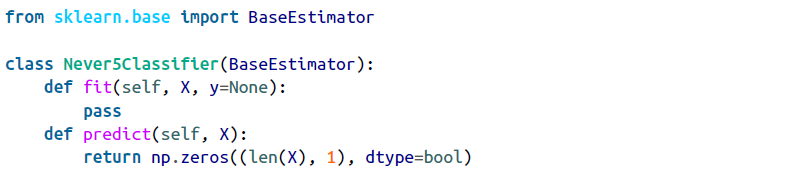 from sklearn.base import BaseEstimator

class Never5Classifier(BaseEstimator):
    def fit(self, X, y=None):
        pass
    def predict(self, X):
        return np.zeros((len(X), 1), dtype=bool)